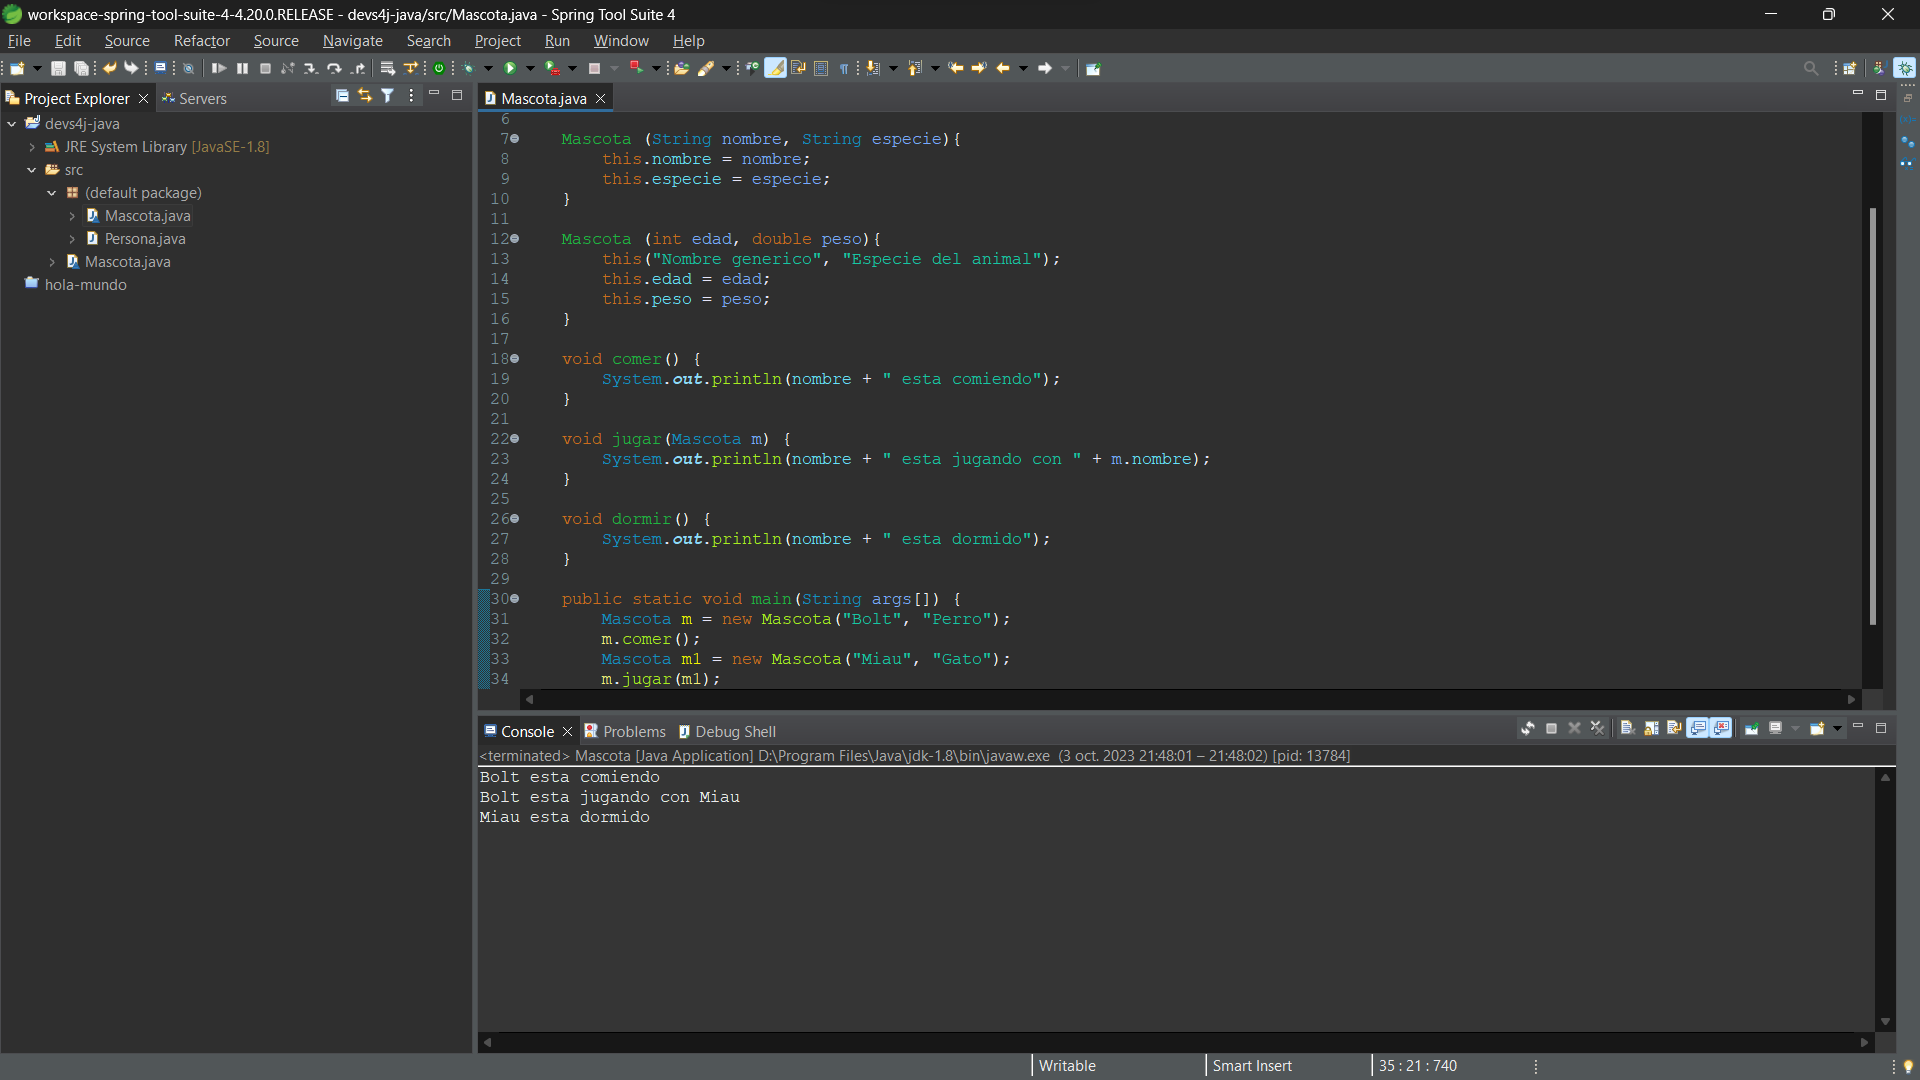 workspace-spring-tool-suite-4-4.20.0.RELEASE - devs4j-java/src/Mascota.java - Spring Tool Suite 4
File Edit Source Refactor Source Navigate Search Project Run Window Help
Project Explorer Servers
devs4j-java
JRE System Library [JavaSE-1.8]
src
(default package)
Mascota.java
Persona.java
Mascota.java
hola-mundo
Mascota.java
6
7 Mascota (String nombre, String especie){
8 this.nombre = nombre;
9 this.especie = especie;
10 }
11
12 Mascota (int edad, double peso){
13 this("Nombre generico", "Especie del animal");
14 this.edad = edad;
15 this.peso = peso;
16 }
17
18 void comer() {
19 System.out.println(nombre + " esta comiendo");
20 }
21
22 void jugar(Mascota m) {
23 System.out.println(nombre + " esta jugando con " + m.nombre);
24 }
25
26 void dormir() {
27 System.out.println(nombre + " esta dormido");
28 }
29
30 public static void main(String args[]) {
31 Mascota m = new Mascota("Bolt", "Perro");
32 m.comer();
33 Mascota m1 = new Mascota("Miau", "Gato");
34 m.jugar(m1);
Console Problems Debug Shell
<terminated> Mascota [Java Application] D:\Program Files\Java\jdk-1.8\bin\javaw.exe (3 oct. 2023 21:48:01 – 21:48:02) [pid: 13784]
Bolt esta comiendo
Bolt esta jugando con Miau
Miau esta dormido
Writable Smart Insert 35 : 21 : 740